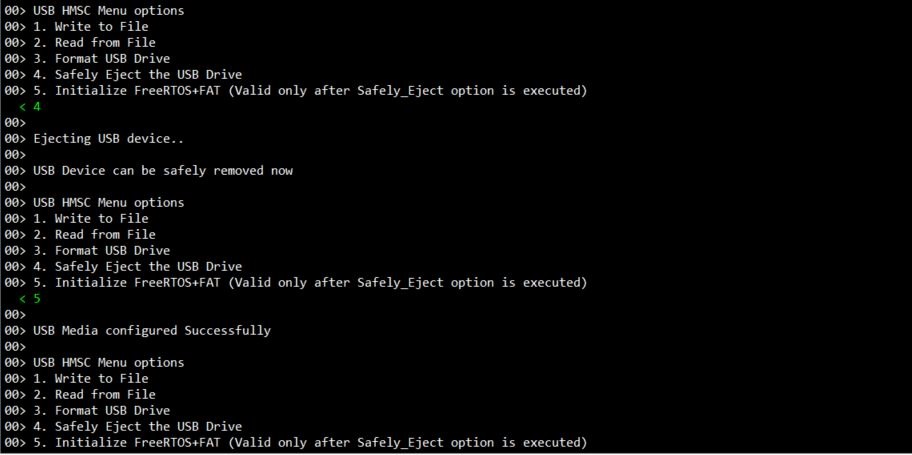 00> USB HMSC Menu options
00> 1. Write to File
00> 2. Read from File
00> 3. Format USB Drive
00> 4. Safely Eject the USB Drive
00> 5. Initialize FreeRTOS+FAT (Valid only after Safely_Eject option is executed)
< 4
00>
00> Ejecting USB device..
00>
00> USB Device can be safely removed now
00>
00> USB HMSC Menu options
00> 1. Write to File
00> 2. Read from File
00> 3. Format USB Drive
00> 4. Safely Eject the USB Drive
00> 5. Initialize FreeRTOS+FAT (Valid only after Safely_Eject option is executed)
< 5
00>
00> USB Media configured Successfully
00>
00> USB HMSC Menu options
00> 1. Write to File
00> 2. Read from File
00> 3. Format USB Drive
00> 4. Safely Eject the USB Drive
00> 5. Initialize FreeRTOS+FAT (Valid only after Safely_Eject option is executed)